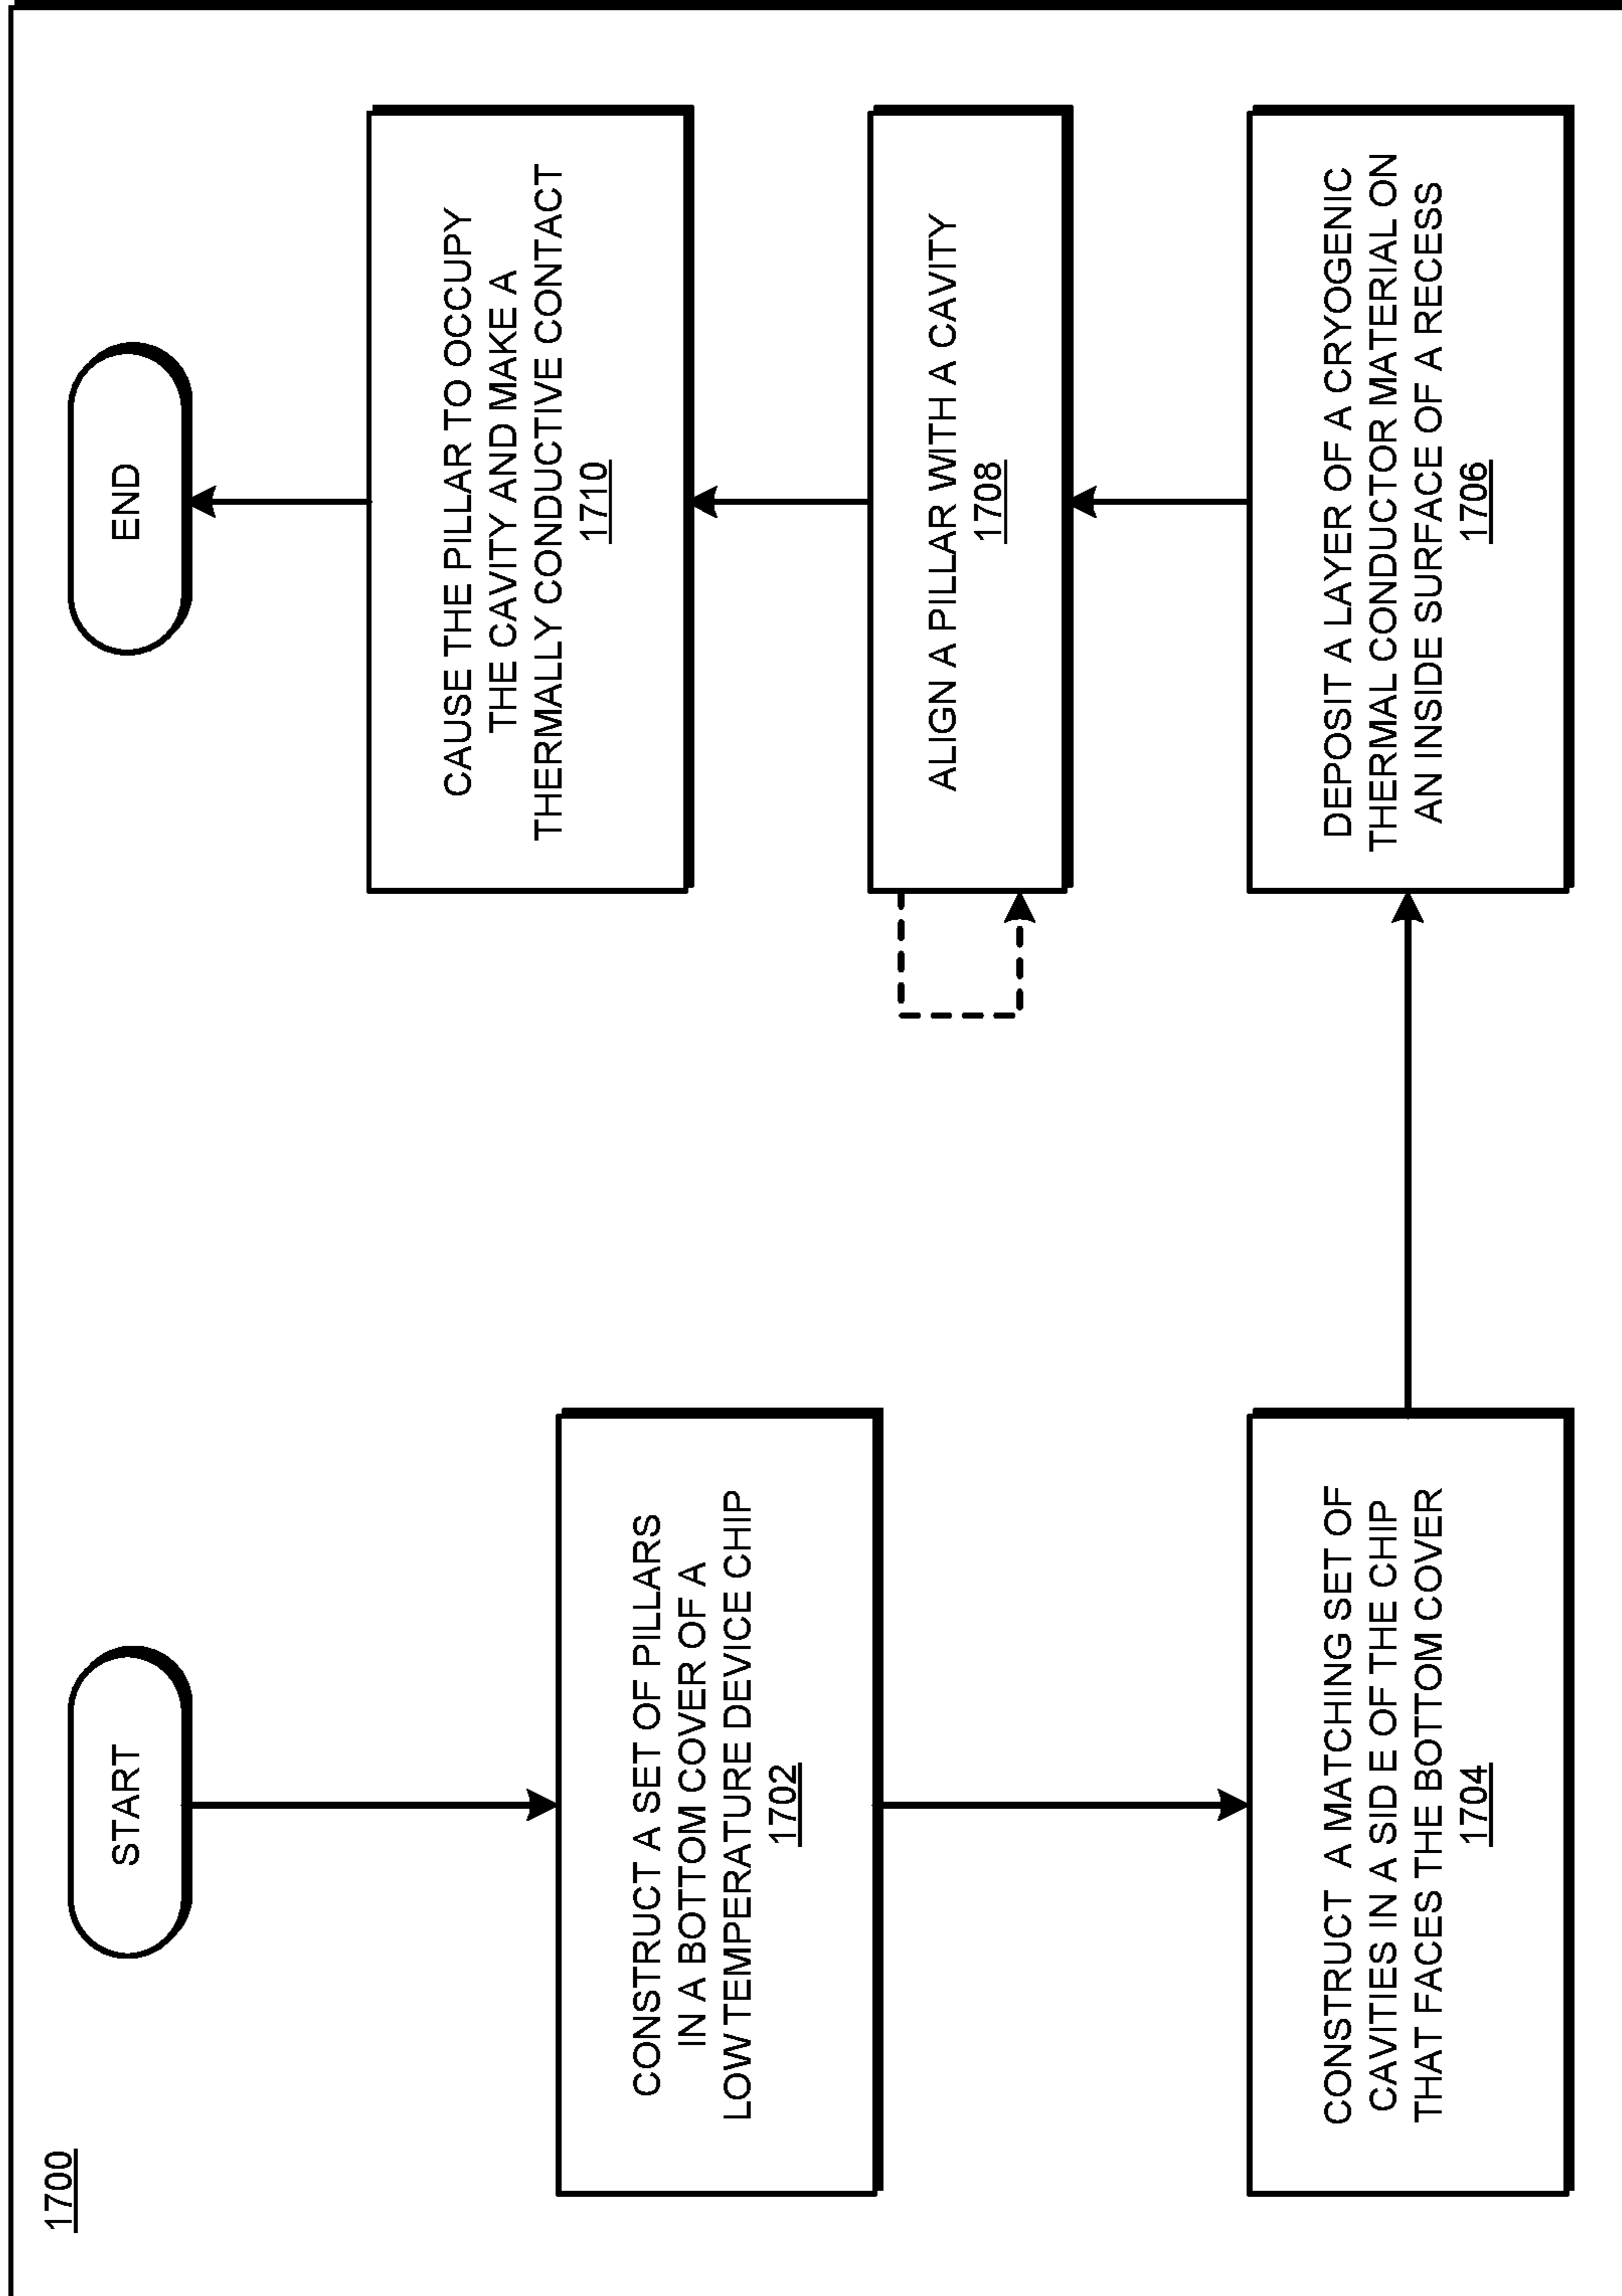 1700
START
CONSTRUCT A SET OF PILLARS
IN A BOTTOM COVER OF A
LOW TEMPERATURE DEVICE CHIP
1702
CONSTRUCT A MATCHING SET OF
CAVITIES IN A SID E OF THE CHIP
THAT FACES THE BOTTOM COVER
1704
DEPOSIT A LAYER OF A CRYOGENIC
THERMAL CONDUCTOR MATERIAL ON
AN INSIDE SURFACE OF A RECESS
1706
ALIGN A PILLAR WITH A CAVITY
1708
CAUSE THE PILLAR TO OCCUPY
THE CAVITY AND MAKE A
THERMALLY CONDUCTIVE CONTACT
1710
END